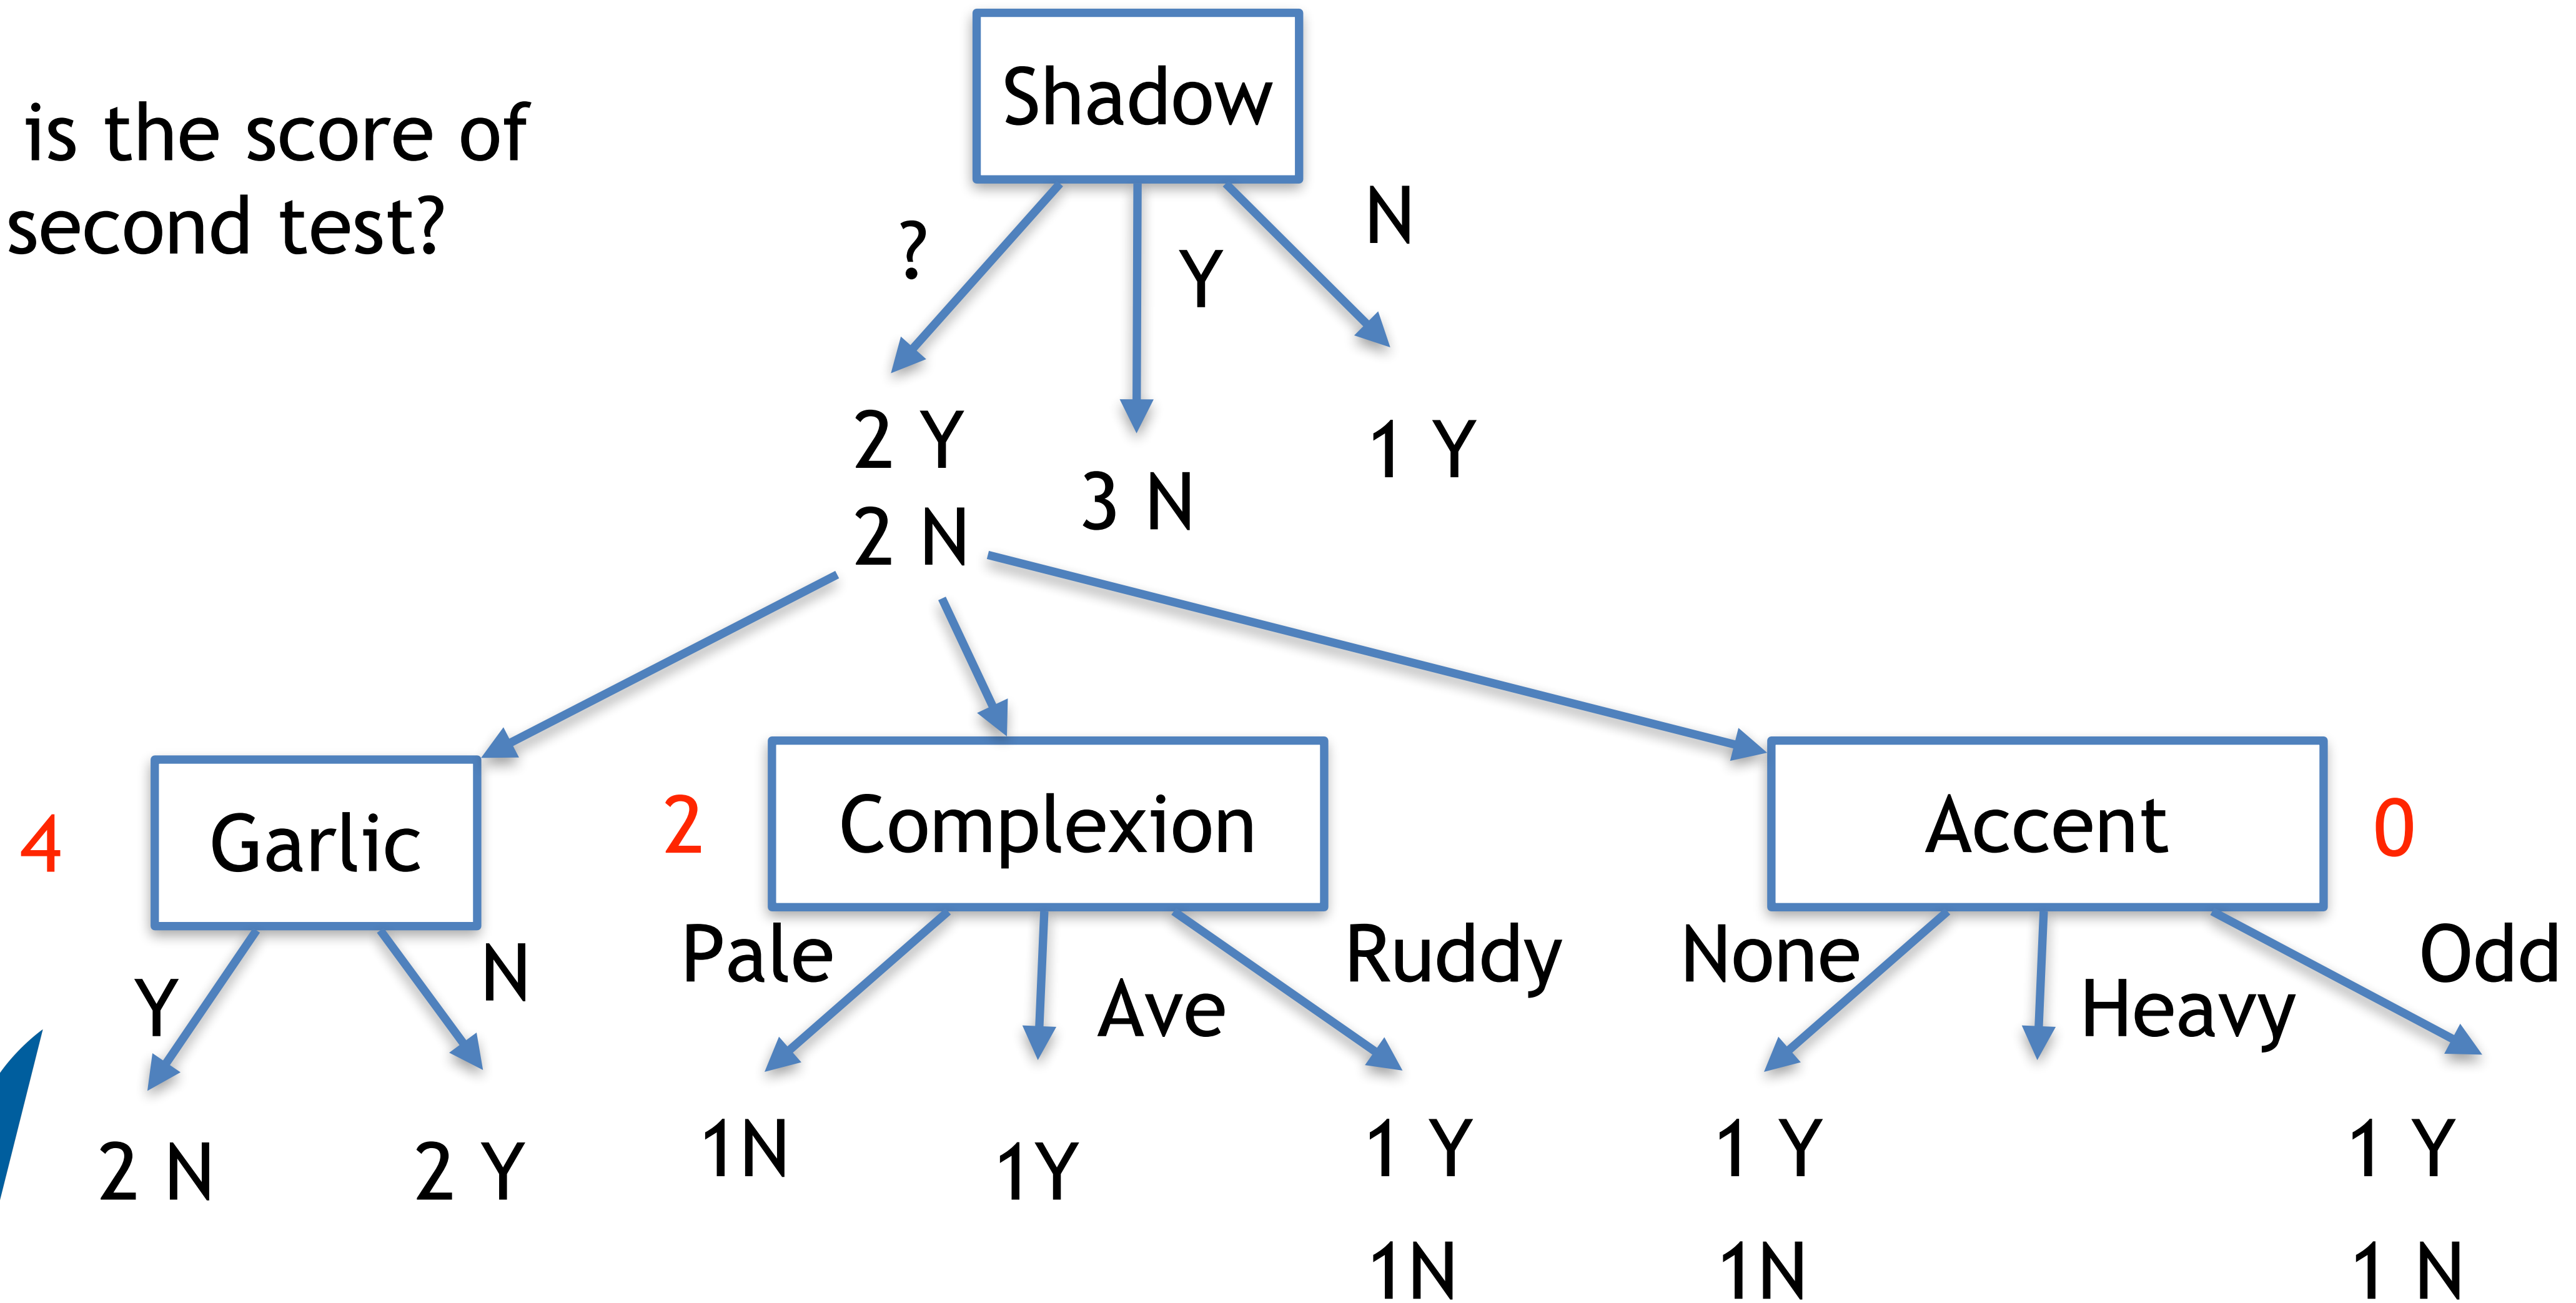 is the score of
second test?
Shadow
?
Y
N
2 Y
2 N
3 N
1 Y
4
Garlic
2
Complexion
Accent
0
Y
N
Pale
Ave
Ruddy
None
Heavy
Odd
2 N
2 Y
1N
1Y
1 Y
1N
1 Y
1N
1 Y
1 N